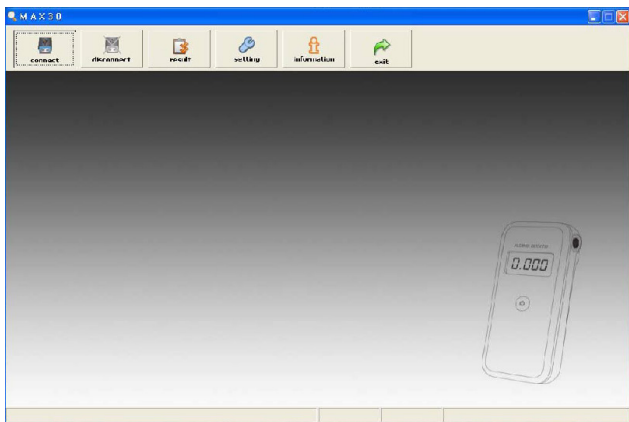 MAX30
connect
disconnect
result
setting
information
exit
0.000